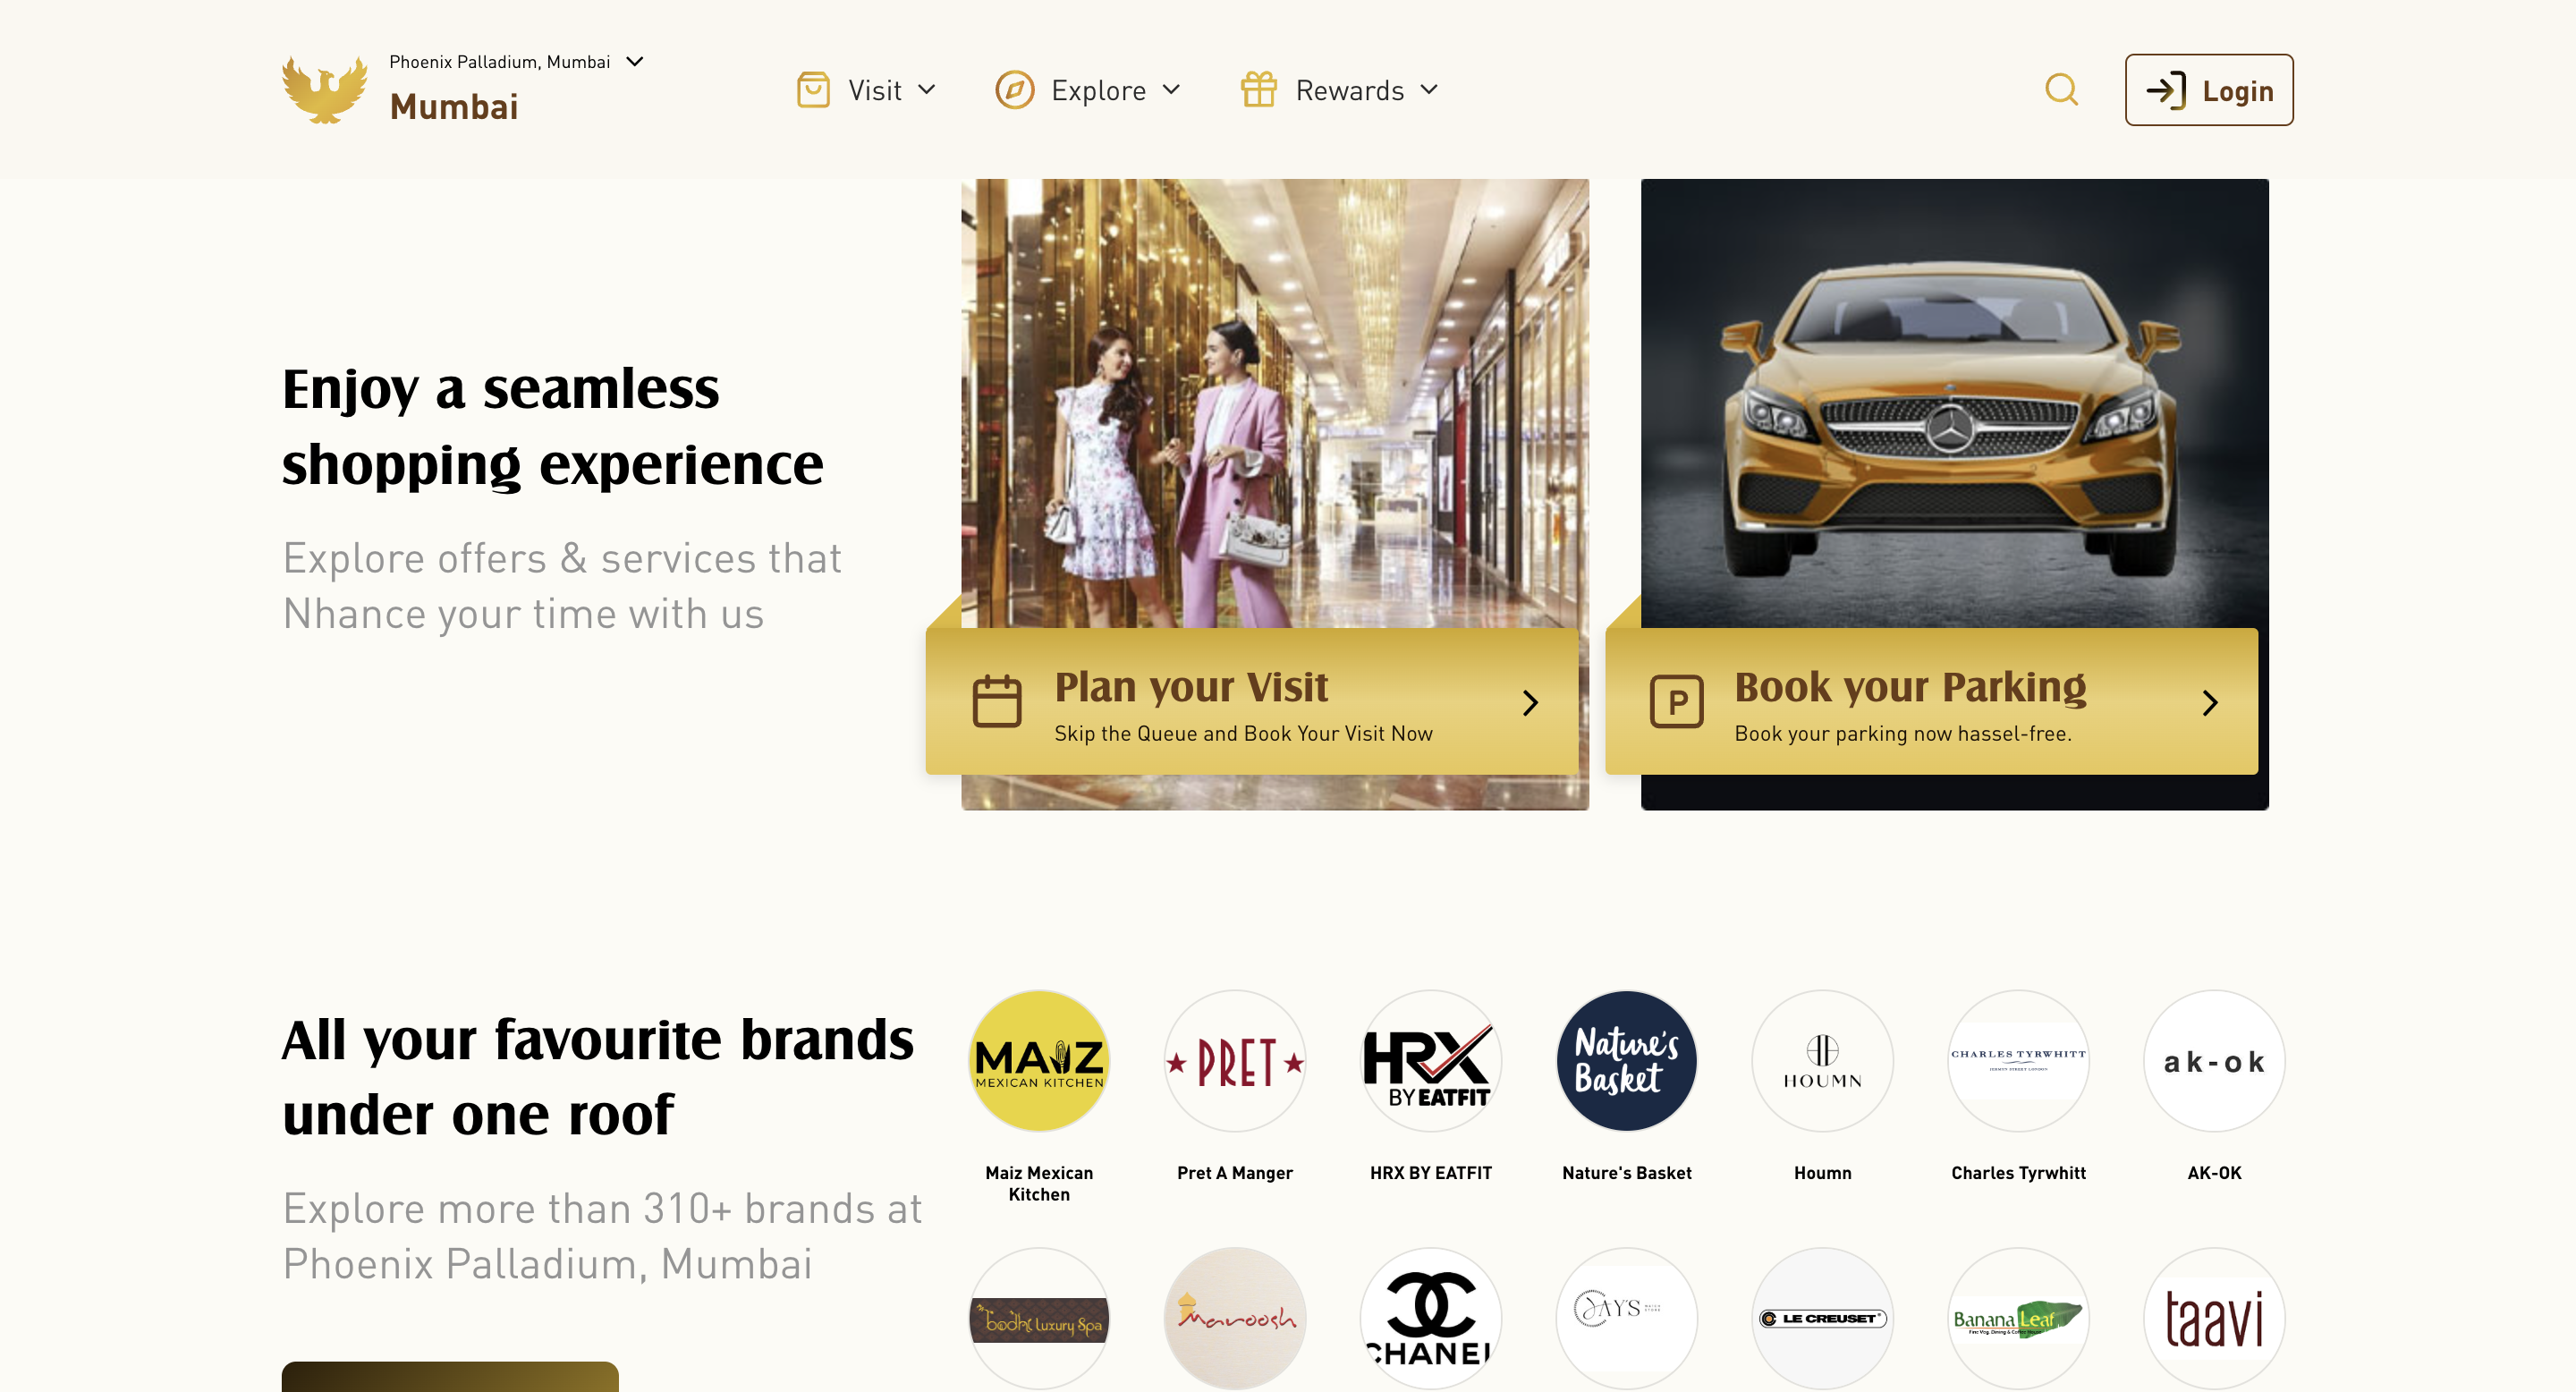 Phoenix Palladium, Mumbai
Mumbai
Visit
Explore
Rewards
Login
Enjoy a seamless
shopping experience
Explore offers & services that
Nhance your time with us
Plan your Visit
Skip the Queue and Book Your Visit Now
P
Book your Parking
Book your parking now hassel-free.
All your favourite brands
under one roof
Explore more than 310+ brands at
Phoenix Palladium, Mumbai
MAIZ
MEXICAN KITCHEN
PRET
HRX
BY EATFIT
Nature's
Basket
HOUMN
CHARLES TYRWHITT
JERMYN STREET LONDON
ak-ok
Maiz Mexican
Kitchen
Pret A Manger
HRX BY EATFIT
Nature's Basket
Houmn
Charles Tyrwhitt
AK-OK
bodhi luxury spa
Maroosh
CHANEL
JAY'S
LE CREUSET
Banana Leaf
taavi